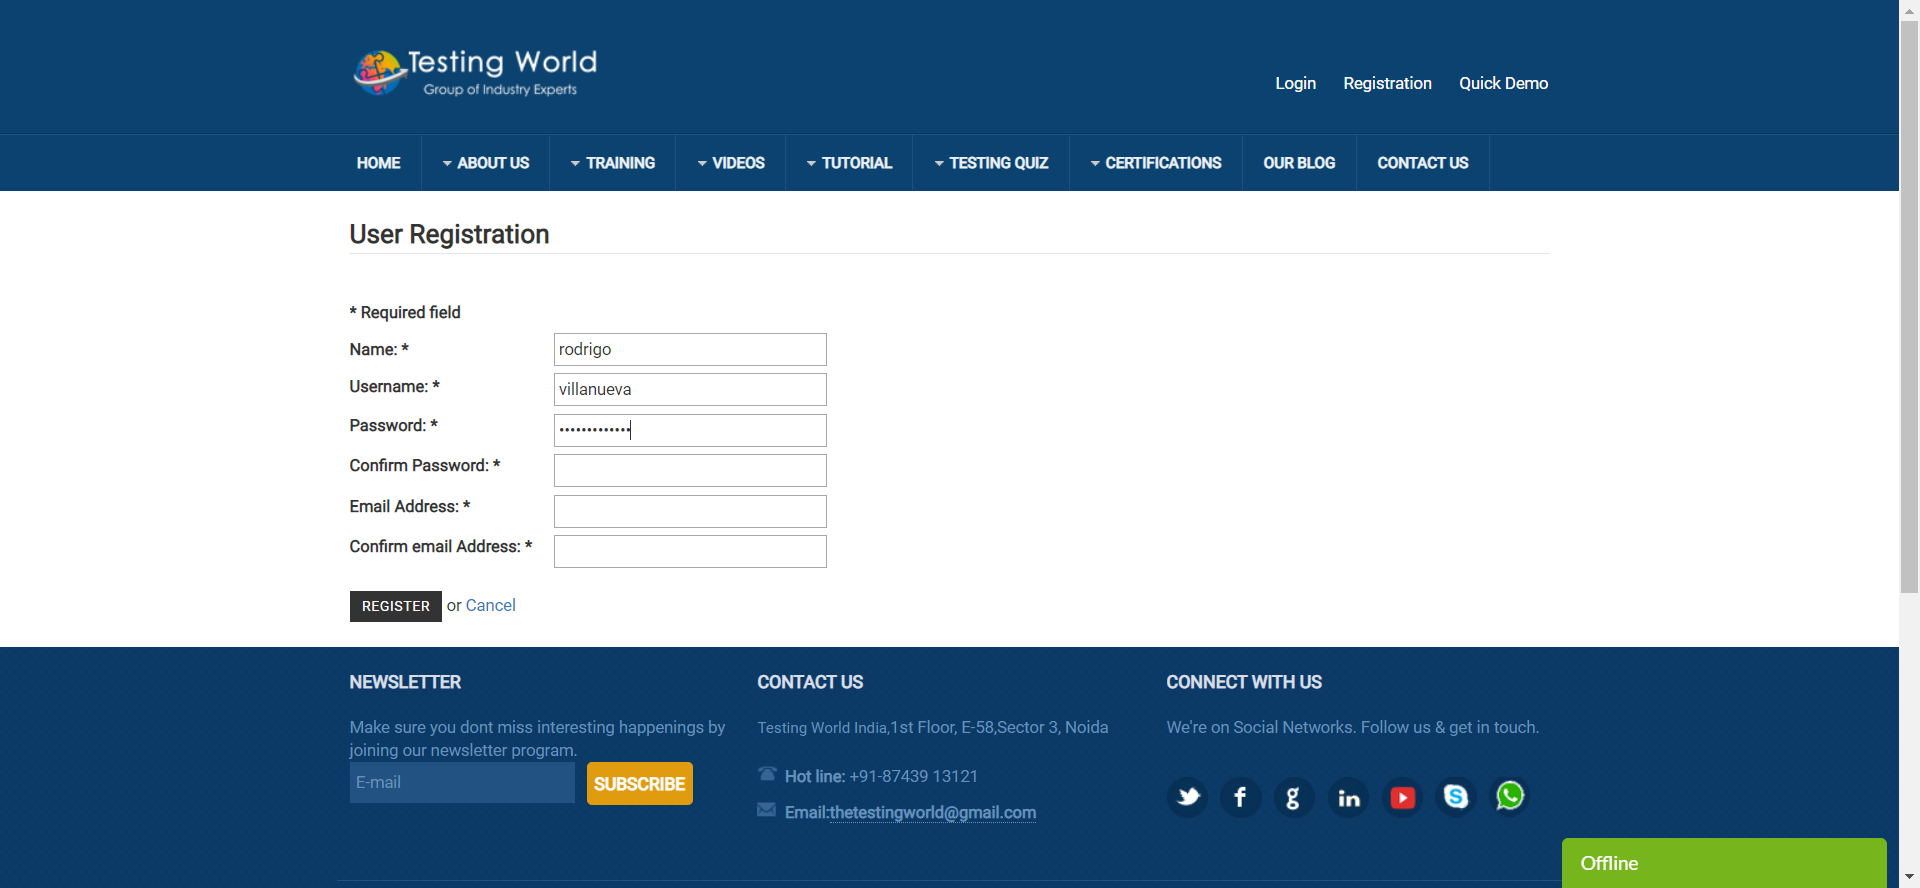 Testing World
Group of Industry Experts
Login Registration Quick Demo
HOME ABOUT US TRAINING VIDEOS TUTORIAL TESTING QUIZ CERTIFICATIONS OUR BLOG CONTACT US
User Registration
* Required field
Name: * rodrigo
Username: * villanueva
Password: * •••••••••••••
Confirm Password: *
Email Address: *
Confirm email Address: *
REGISTER or Cancel
NEWSLETTER
Make sure you dont miss interesting happenings by
joining our newsletter program.
E-mail
SUBSCRIBE
CONTACT US
Testing World India,1st Floor, E-58,Sector 3, Noida
Hot line: +91-87439 13121
Email:thetestingworld@gmail.com
CONNECT WITH US
We're on Social Networks. Follow us & get in touch.
Offline